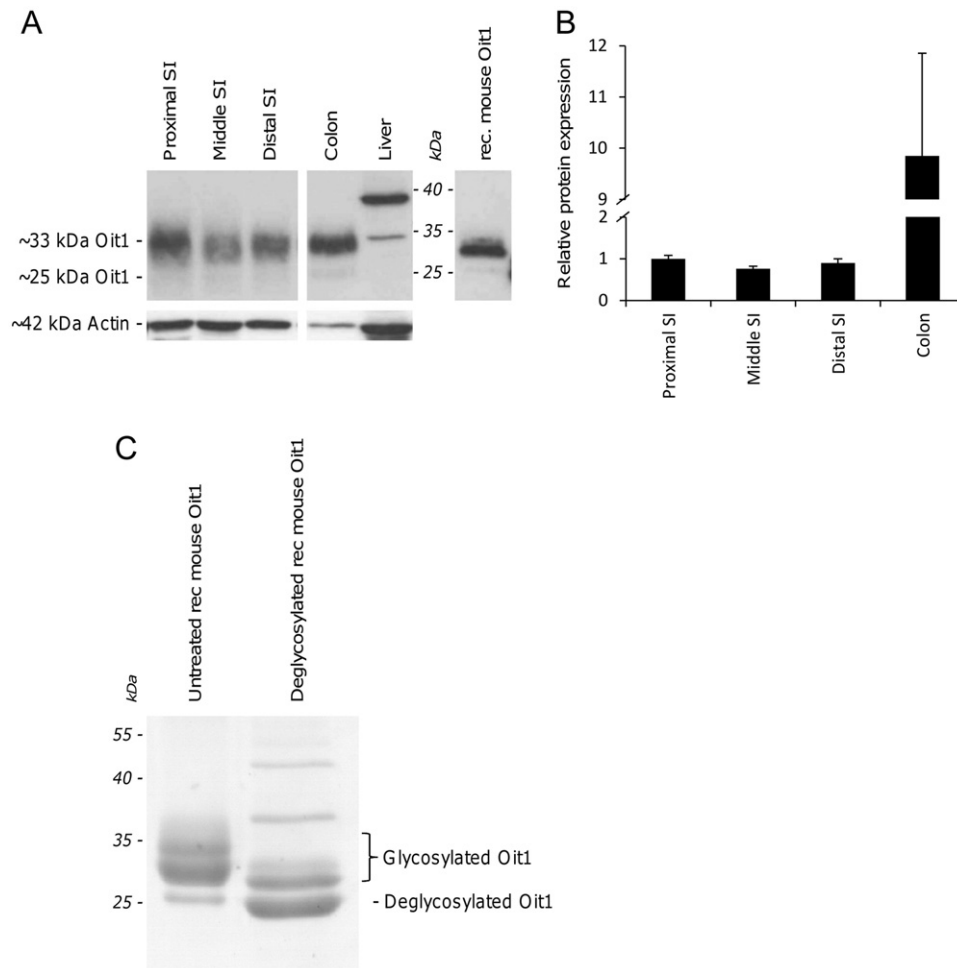 A
Proximal SI
Middle SI
Distal SI
Colon
Liver
kDa
rec. mouse Oit1
~33 kDa Oit1 -
~25 kDa Oit1 -
~42 kDa Actin -
- 40 -
- 35 -
- 25 -
B
Relative protein expression
12
11
10
9
2
1
0
Proximal SI
Middle SI
Distal SI
Colon
C
kDa
Untreated rec mouse Oit1
Deglycosylated rec mouse Oit1
55 -
40 -
35 -
25 -
Glycosylated Oit1
- Deglycosylated Oit1